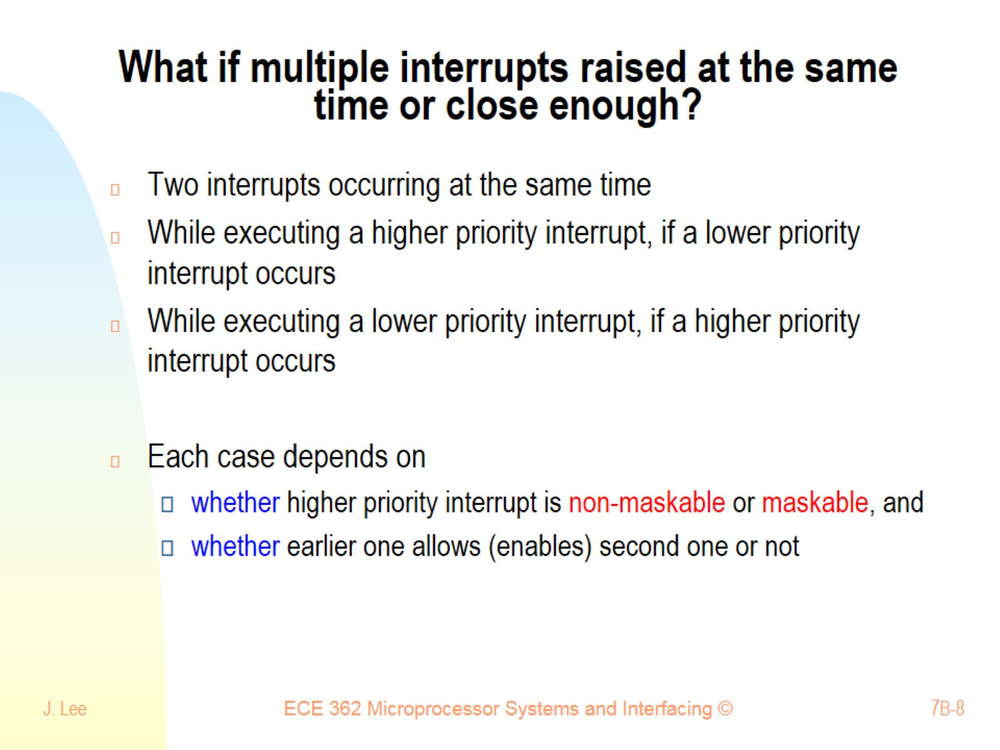 What if multiple interrupts raised at the same
time or close enough?
Two interrupts occurring at the same time
While executing a higher priority interrupt, if a lower priority
interrupt occurs
While executing a lower priority interrupt, if a higher priority
interrupt occurs
Each case depends on
whether higher priority interrupt is non-maskable or maskable, and
whether earlier one allows (enables) second one or not
J. Lee
ECE 362 Microprocessor Systems and Interfacing ©
7B-8